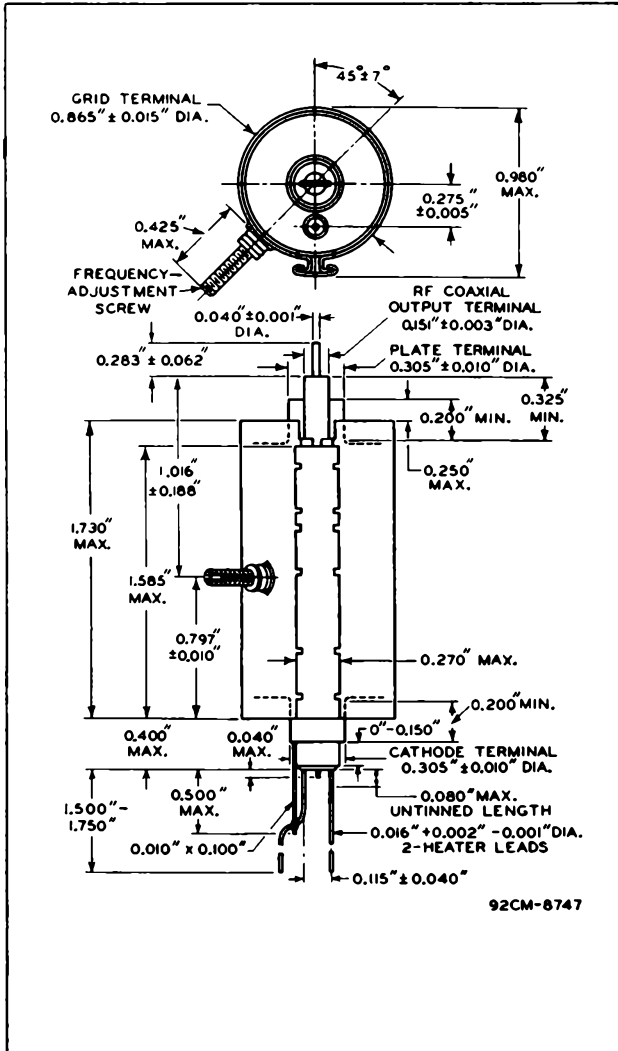 45°±7°
GRID TERMINAL
0.865"±0.015" DIA.
0.980"
MAX.
0.275"
±0.005"
0.425"
MAX.
FREQUENCY-
ADJUSTMENT
SCREW
RF COAXIAL
OUTPUT TERMINAL
0.151"±0.003"DIA.
0.040"±0.001"
DIA.
0.283"±0.062"
PLATE TERMINAL
0.305"±0.010"DIA.
0.325"
MIN.
0.200"MIN.
0.250"
MAX.
1.016"
±0.188"
1.730"
MAX.
1.585"
MAX.
0.797"
±0.010"
0.270" MAX.
0.200"MIN.
0"-0.150"
0.400"
MAX.
0.040"
MAX.
CATHODE TERMINAL
0.305"±0.010" DIA.
1.500"-
1.750"
0.500"
MAX.
0.080"MAX.
UNTINNED LENGTH
0.010" x 0.100"
0.016"+0.002" -0.001"DIA.
2-HEATER LEADS
0.115"±0.040"
92CM-8747